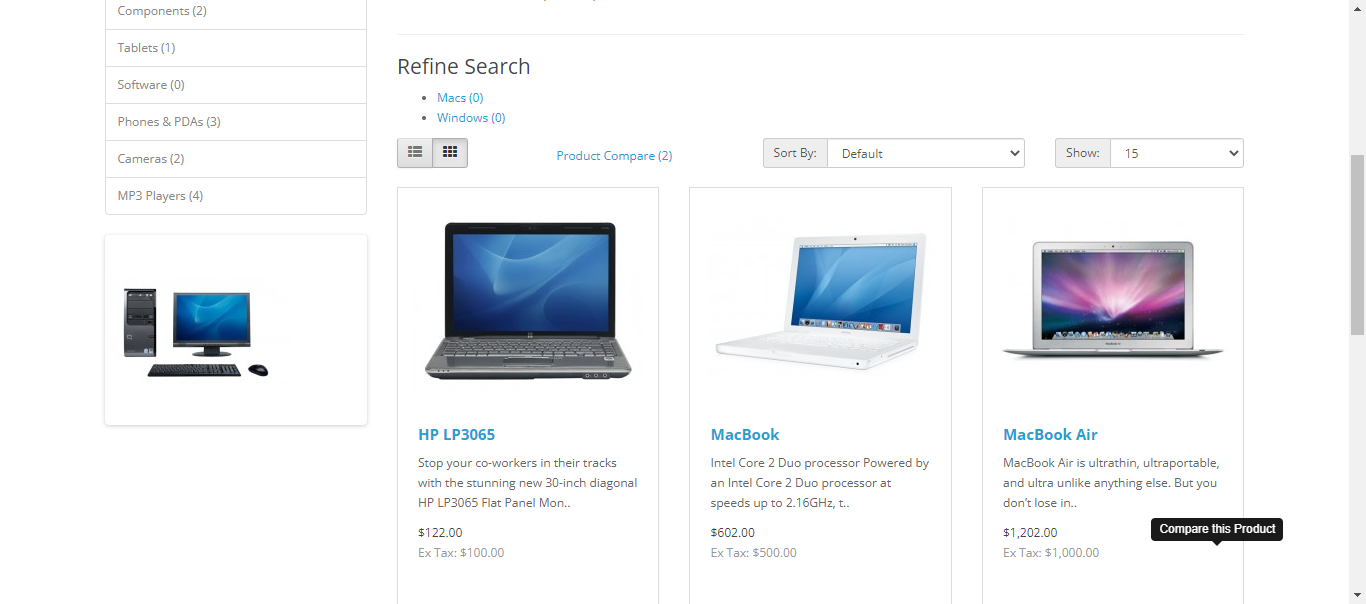 Components (2)
Tablets (1)
Software (0)
Phones & PDAs (3)
Cameras (2)
MP3 Players (4)
Refine Search
Macs (0)
Windows (0)
Product Compare (2)
Sort By:
Default
Show:
15
HP LP3065
Stop your co-workers in their tracks
with the stunning new 30-inch diagonal
HP LP3065 Flat Panel Mon..
$122.00
Ex Tax: $100.00
MacBook
Intel Core 2 Duo processor Powered by
an Intel Core 2 Duo processor at
speeds up to 2.16GHz, t..
$602.00
Ex Tax: $500.00
MacBook Air
MacBook Air is ultrathin, ultraportable,
and ultra unlike anything else. But you
don’t lose in..
$1,202.00
Ex Tax: $1,000.00
Compare this Product